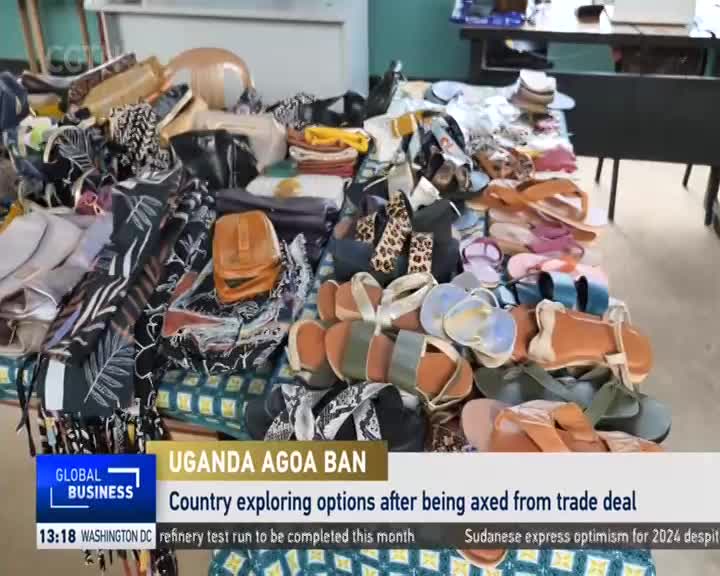 CGTN
UGANDA AGOA BAN
GLOBAL
BUSINESS
Country exploring options after being axed from trade deal
13:18 WASHINGTON DC
refinery test run to be completed this month
Sudanese express optimism for 2024 despit